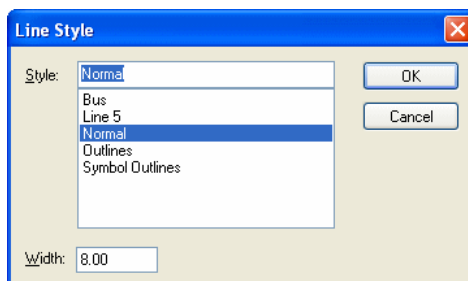 Line Style
Style: Normal
OK
Bus
Line 5
Normal
Outlines
Symbol Outlines
Cancel
Width: 8.00